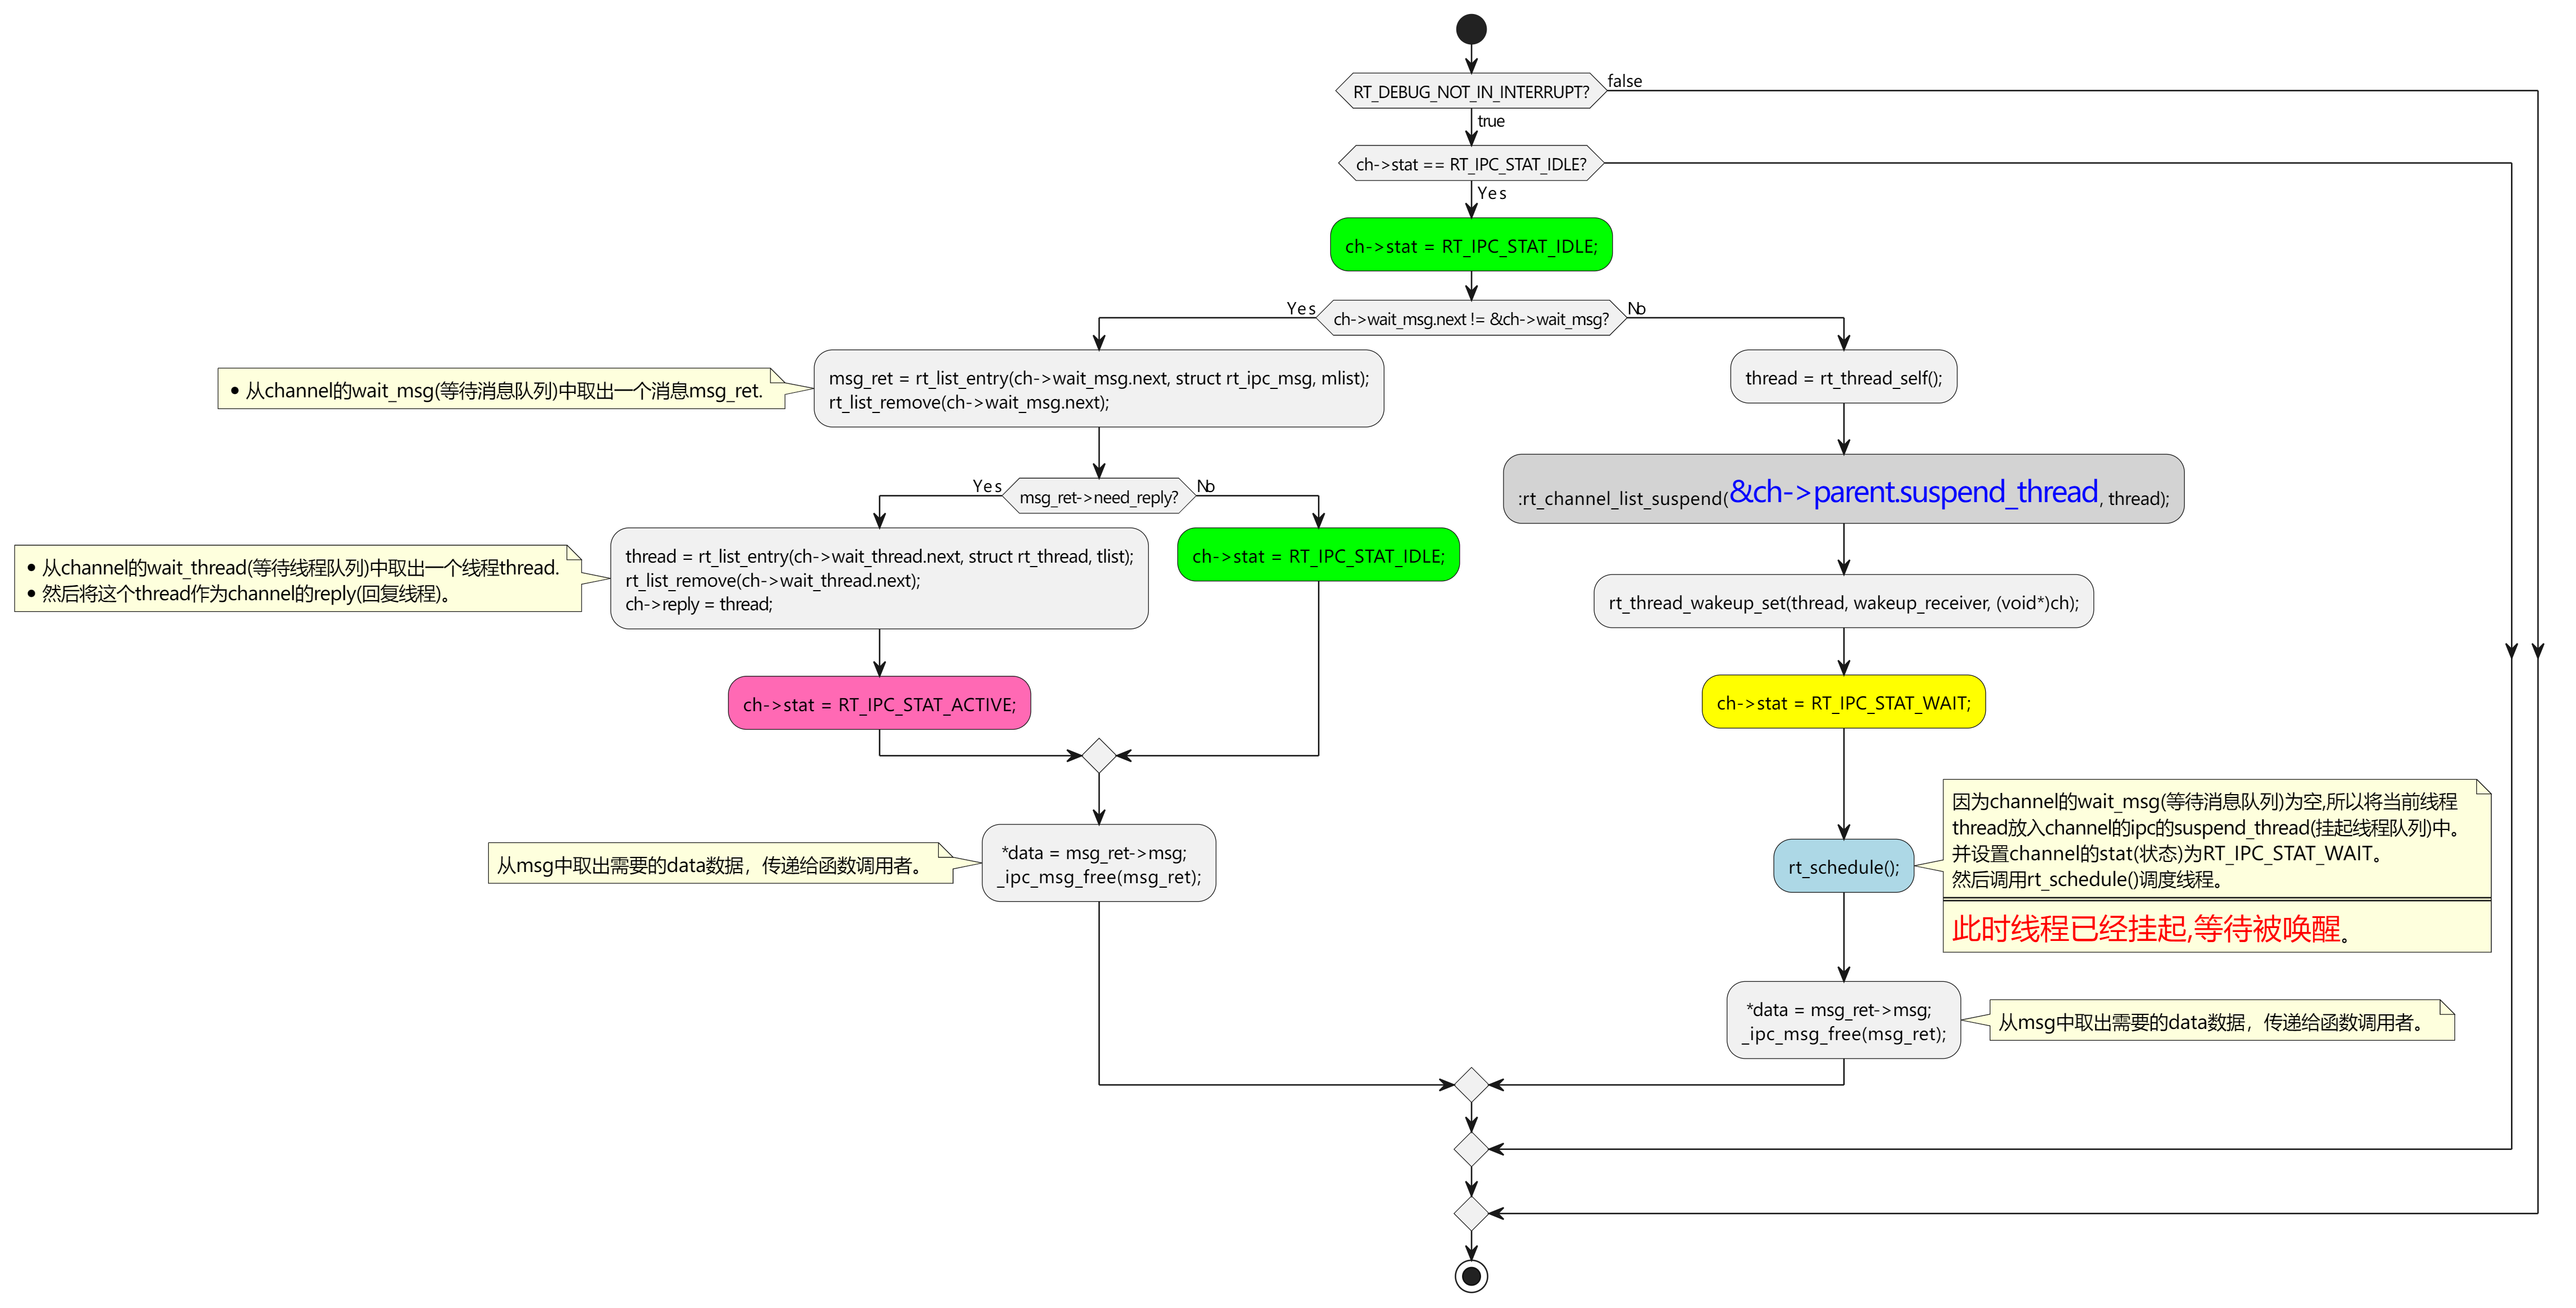 RT_DEBUG_NOT_IN_INTERRUPT?
false
true
ch->stat == RT_IPC_STAT_IDLE?
Yes
ch->stat = RT_IPC_STAT_IDLE;
Yes
ch->wait_msg.next != &ch->wait_msg?
No
• 从channel的wait_msg(等待消息队列)中取出一个消息msg_ret.
msg_ret = rt_list_entry(ch->wait_msg.next, struct rt_ipc_msg, mlist);
rt_list_remove(ch->wait_msg.next);
Yes
msg_ret->need_reply?
No
• 从channel的wait_thread(等待线程队列)中取出一个线程thread.
• 然后将这个thread作为channel的reply(回复线程)。
thread = rt_list_entry(ch->wait_thread.next, struct rt_thread, tlist);
rt_list_remove(ch->wait_thread.next);
ch->reply = thread;
ch->stat = RT_IPC_STAT_ACTIVE;
ch->stat = RT_IPC_STAT_IDLE;
从msg中取出需要的data数据，传递给函数调用者。
*data = msg_ret->msg;
_ipc_msg_free(msg_ret);
thread = rt_thread_self();
:rt_channel_list_suspend(&ch->parent.suspend_thread, thread);
rt_thread_wakeup_set(thread, wakeup_receiver, (void*)ch);
ch->stat = RT_IPC_STAT_WAIT;
rt_schedule();
因为channel的wait_msg(等待消息队列)为空,所以将当前线程
thread放入channel的ipc的suspend_thread(挂起线程队列)中。
并设置channel的stat(状态)为RT_IPC_STAT_WAIT。
然后调用rt_schedule()调度线程。
此时线程已经挂起,等待被唤醒。
*data = msg_ret->msg;
_ipc_msg_free(msg_ret);
从msg中取出需要的data数据，传递给函数调用者。